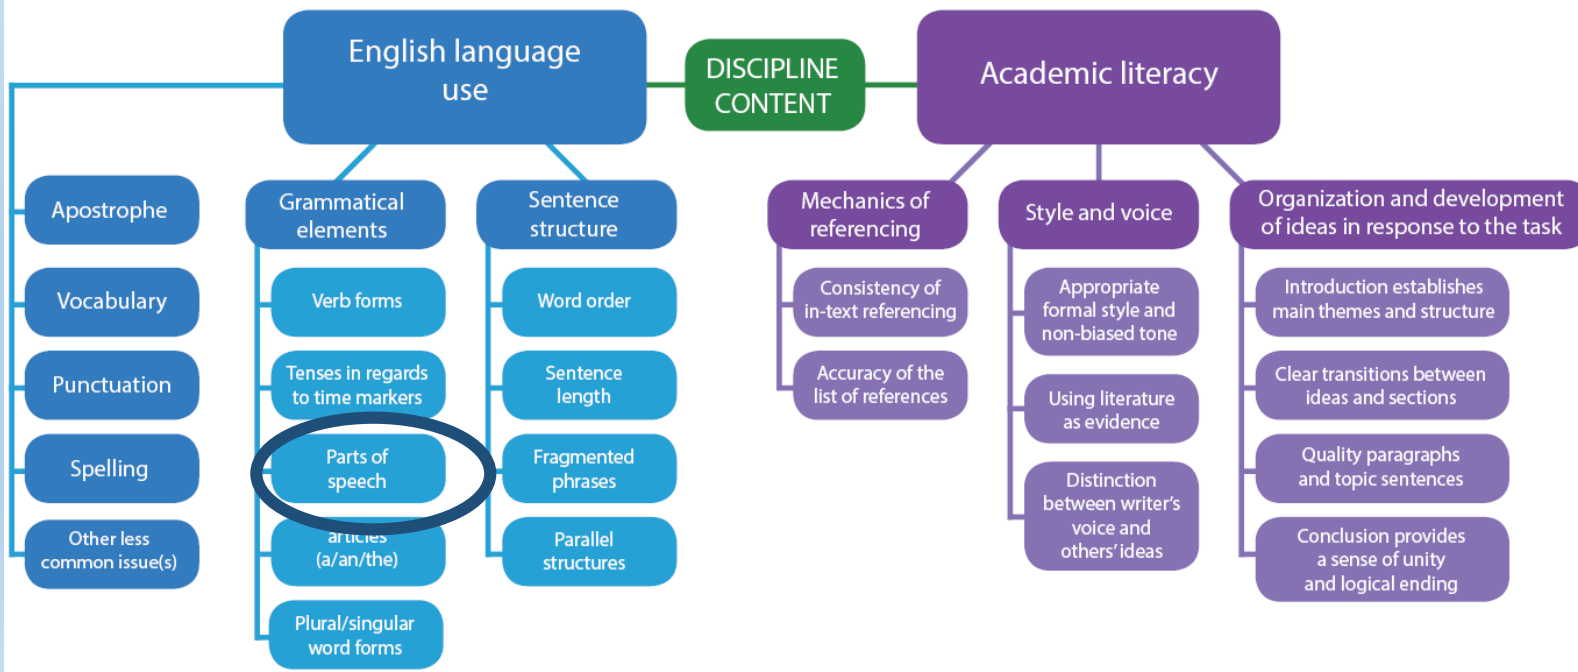 English language
use
DISCIPLINE
CONTENT
Academic literacy
Apostrophe
Vocabulary
Punctuation
Spelling
Other less
common issue(s)
Grammatical
elements
Verb forms
Tenses in regards
to time markers
Parts of
speech
articles
(a/an/the)
Plural/singular
word forms
Sentence
structure
Word order
Sentence
length
Fragmented
phrases
Parallel
structures
Mechanics of
referencing
Consistency of
in-text referencing
Accuracy of the
list of references
Style and voice
Appropriate
formal style and
non-biased tone
Using literature
as evidence
Distinction
between writer's
voice and
others' ideas
Organization and development
of ideas in response to the task
Introduction establishes
main themes and structure
Clear transitions between
ideas and sections
Quality paragraphs
and topic sentences
Conclusion provides
a sense of unity
and logical ending